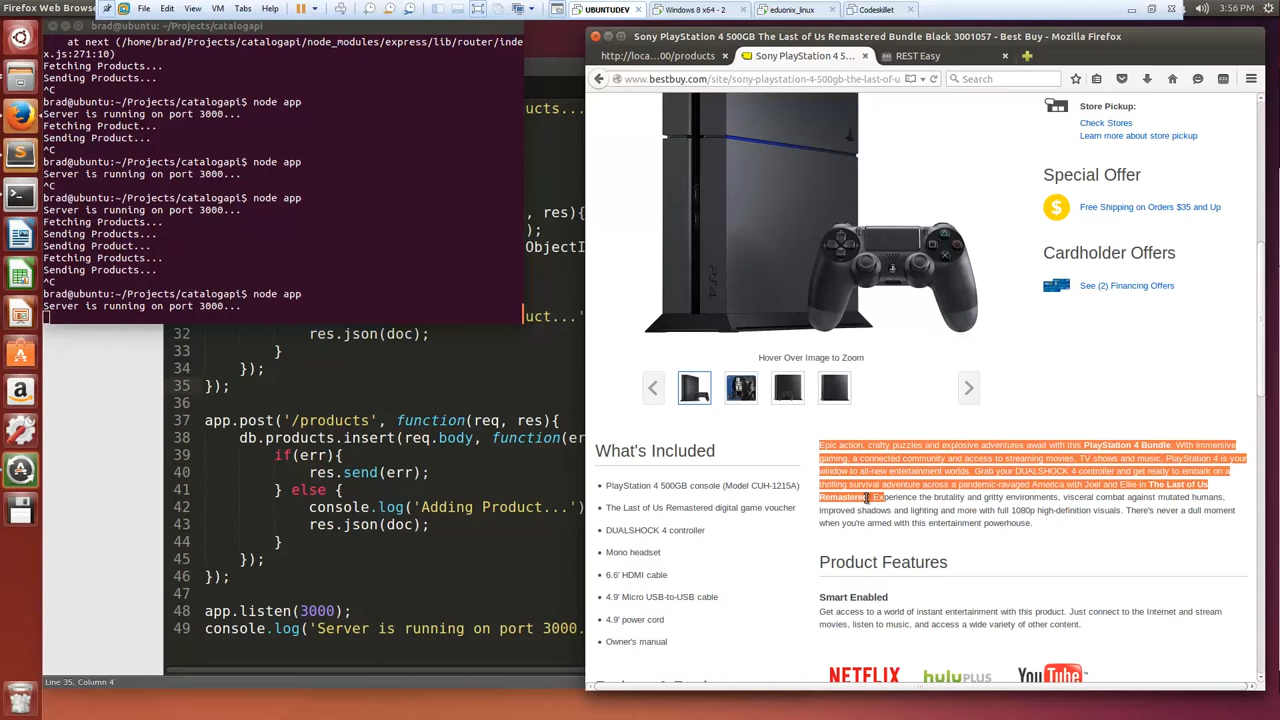 Firefox Web Browser
File Edit View VM Tabs Help
UBUNTUDEV
Windows 8 x64 - 2
eduonix_linux
Codeskillet
3:56 PM
brad@ubuntu: ~/Projects/catalogapi
at next (/home/brad/Projects/catalogapi/node_modules/express/lib/router/inde
x.js:271:10)
Fetching Products...
Sending Products...
^C
brad@ubuntu:~/Projects/catalogapi$ node app
Server is running on port 3000...
Fetching Product...
Sending Product...
^C
brad@ubuntu:~/Projects/catalogapi$ node app
Server is running on port 3000...
^C
brad@ubuntu:~/Projects/catalogapi$ node app
Server is running on port 3000...
Fetching Products...
Sending Products...
Sending Product...
Fetching Products...
Sending Products...
^C
brad@ubuntu:~/Projects/catalogapi$ node app
Server is running on port 3000...
ucts...
, res){
);
ObjectI
uct...'
32 res.json(doc);
33 }
34 });
35 });
36
37 app.post('/products', function(req, res){
38 db.products.insert(req.body, function(er
39 if(err){
40 res.send(err);
41 } else {
42 console.log('Adding Product...')
43 res.json(doc);
44 }
45 });
46 });
47
48 app.listen(3000);
49 console.log('Server is running on port 3000.
Line 35, Column 4
Sony PlayStation 4 500GB The Last of Us Remastered Bundle Black 3001057 - Best Buy - Mozilla Firefox
http://loca...00/products
Sony PlayStation 4 5...
REST Easy
www.bestbuy.com/site/sony-playstation-4-500gb-the-last-of-u
Search
Store Pickup:
Check Stores
Learn more about store pickup
Special Offer
$ Free Shipping on Orders $35 and Up
Cardholder Offers
See (2) Financing Offers
PS4
Hover Over Image to Zoom
What's Included
• PlayStation 4 500GB console (Model CUH-1215A)
• The Last of Us Remastered digital game voucher
• DUALSHOCK 4 controller
• Mono headset
• 6.6' HDMI cable
• 4.9' Micro USB-to-USB cable
• 4.9' power cord
• Owner's manual
Epic action, crafty puzzles and explosive adventures await with this PlayStation 4 Bundle. With immersive
gaming, a connected community and access to streaming movies, TV shows and music, PlayStation 4 is your
window to all-new entertainment worlds. Grab your DUALSHOCK 4 controller and get ready to embark on a
thrilling survival adventure across a pandemic-ravaged America with Joel and Ellie in The Last of Us
Remastered. Experience the brutality and gritty environments, visceral combat against mutated humans,
improved shadows and lighting and more with full 1080p high-definition visuals. There's never a dull moment
when you're armed with this entertainment powerhouse.
Product Features
Smart Enabled
Get access to a world of instant entertainment with this product. Just connect to the Internet and stream
movies, listen to music, and access a wide variety of other content.
NETFLIX
huluPLUS
YouTube